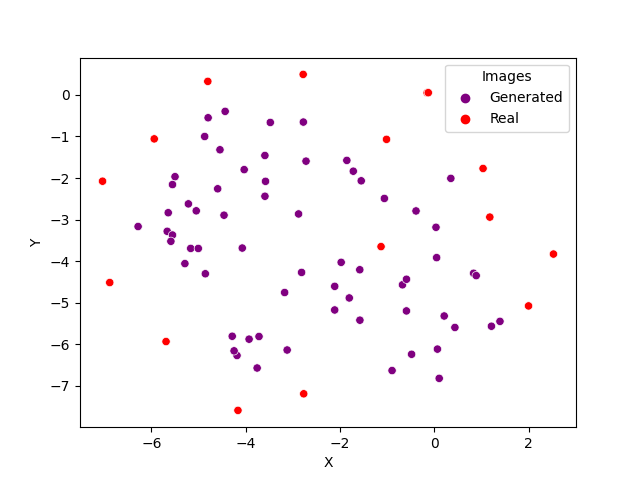 Images
Generated
Real
0
−1
−2
−3
−4
−5
−6
−7
Y
−6
−4
−2
0
2
X